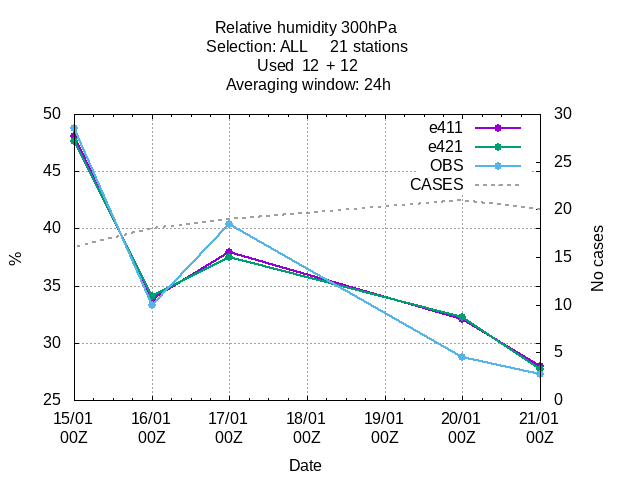 Relative humidity 300hPa
Selection: ALL     21 stations
Used  12  + 12
Averaging window: 24h
50
45
40
35
30
25
%
30
25
20
15
10
5
0
No cases
e411
e421
OBS
CASES
15/01 16/01 17/01 18/01 19/01 20/01 21/01
00Z 00Z 00Z 00Z 00Z 00Z 00Z
Date